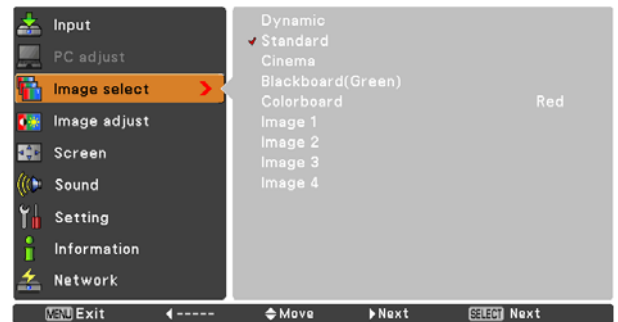 Input
PC adjust
Image select
Image adjust
Screen
Sound
Setting
Information
Network
Dynamic
Standard
Cinema
Blackboard(Green)
Colorboard Red
Image 1
Image 2
Image 3
Image 4
MENU Exit ----- Move Next SELECT Next